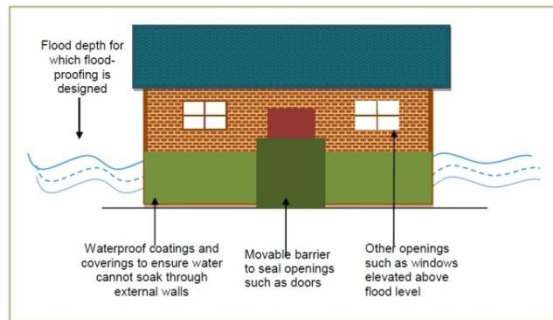 Flood depth for
which flood-
proofing is
designed
Waterproof coatings and
coverings to ensure water
cannot soak through
external walls
Movable barrier
to seal openings
such as doors
Other openings
such as windows
elevated above
flood level